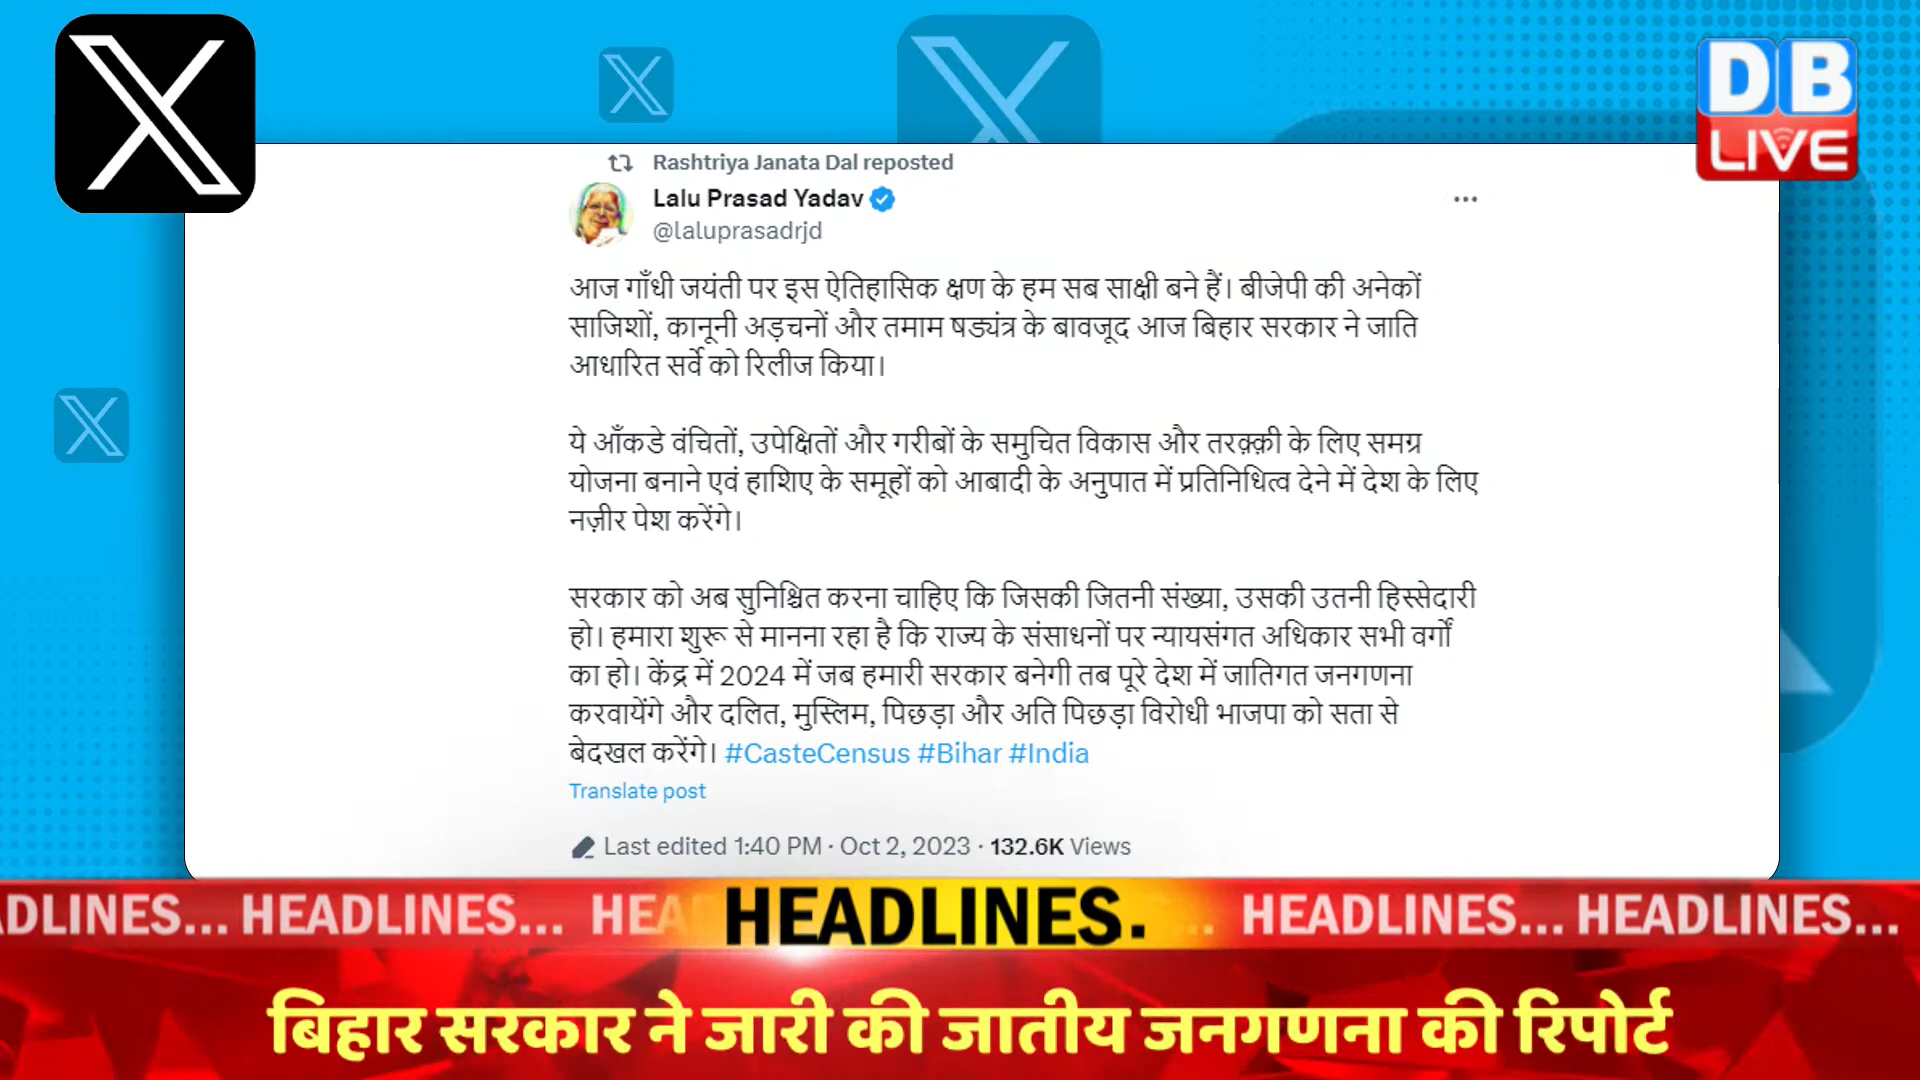 DB
LIVE
Rashtriya Janata Dal reposted
Lalu Prasad Yadav
@laluprasadrjd
आज गाँधी जयंती पर इस ऐतिहासिक क्षण के हम सब साक्षी बने हैं। बीजेपी की अनेकों
साजिशों, कानूनी अड़चनों और तमाम षड्यंत्र के बावजूद आज बिहार सरकार ने जाति
आधारित सर्वे को रिलीज किया।
ये आँकडे वंचितों, उपेक्षितों और गरीबों के समुचित विकास और तरक़्क़ी के लिए समग्र
योजना बनाने एवं हाशिए के समूहों को आबादी के अनुपात में प्रतिनिधित्व देने में देश के लिए
नज़ीर पेश करेंगे।
सरकार को अब सुनिश्चित करना चाहिए कि जिसकी जितनी संख्या, उसकी उतनी हिस्सेदारी
हो। हमारा शुरू से मानना रहा है कि राज्य के संसाधनों पर न्यायसंगत अधिकार सभी वर्गों
का हो। केंद्र में 2024 में जब हमारी सरकार बनेगी तब पूरे देश में जातिगत जनगणना
करवायेंगे और दलित, मुस्लिम, पिछड़ा और अति पिछड़ा विरोधी भाजपा को सता से
बेदखल करेंगे। #CasteCensus #Bihar #India
Translate post
Last edited 1:40 PM · Oct 2, 2023 · 132.6K Views
ADLINES... HEADLINES... HEA HEADLINES. .. HEADLINES... HEADLINES...
बिहार सरकार ने जारी की जातीय जनगणना की रिपोर्ट